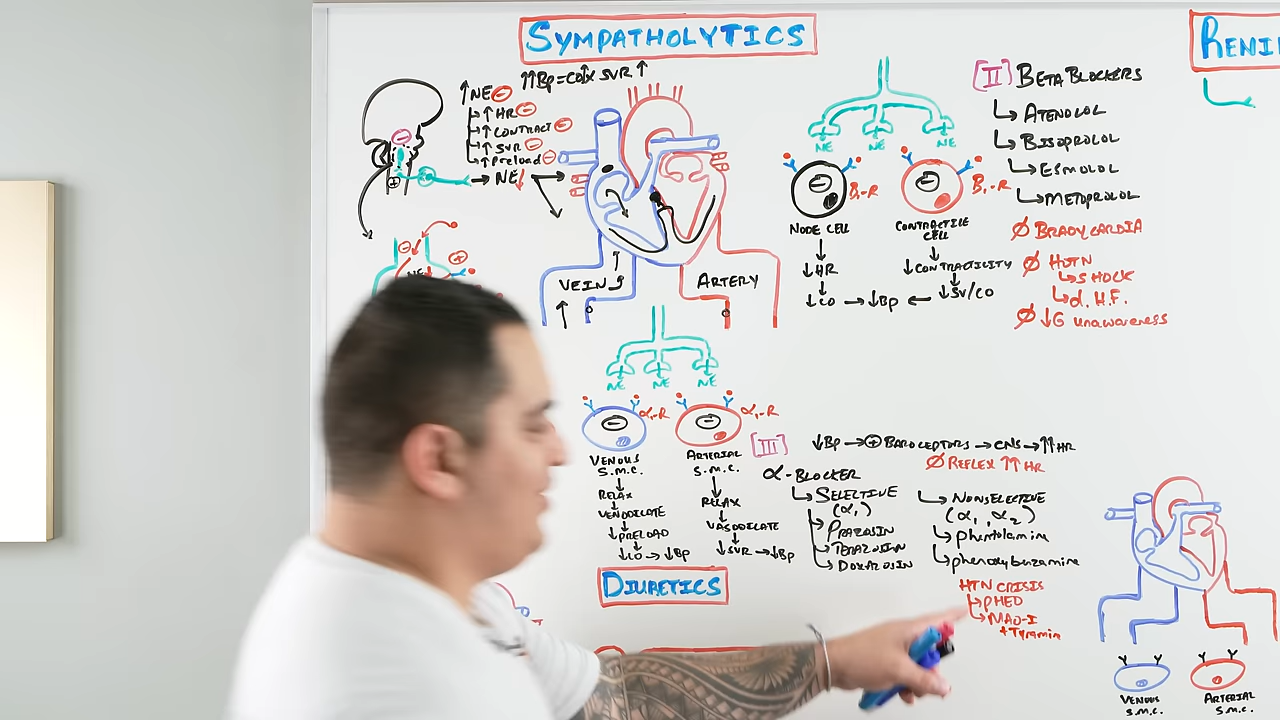 SYMPATHOLYTICS
RENI
↑↑BP=CO↑x SVR ↑
↑NE⊖
↳↑HR⊖
↳↑CONTRACT⊖
↳↑SVR⊖
↳↑Preload⊖
→NE↓→
VEIN
ARTERY
NE NE NE
β₁-R
β₁-R
NODE CELL
↓HR
↓CO→↓BP
CONTRACTILE
CELL
↓CONTRACTILITY
↓SV/CO
[II] BETA BLOCKERS
↳ATENOLOL
↳BISOPROLOL
↳ESMOLOL
↳METOPROLOL
Ø BRADYCARDIA
Ø HOTN
↳SHOCK
↳d.H.F.
Ø↓G unawareness
NE NE NE
α₁-R
α₁-R
VENOUS
S.M.C.
RELAX
VENODILATE
↓PRELOAD
↓CO→↓BP
ARTERIAL
S.M.C.
RELAX
VASODILATE
↓SVR→↓BP
[III]
↓BP→⊕BAROCEPTORS→CNS→↑↑HR
Ø REFLEX ↑↑HR
α-BLOCKER
↳SELECTIVE
(α₁)
↳PRAZOSIN
↳TERAZOSIN
↳DOXAZOSIN
↳NONSELECTIVE
(α₁, α₂)
↳phentolamine
↳phenoxybenzamine
HTN CRISIS
↳PHEO
↳MAO-I
+Tyramin
DIURETICS
VENOUS
S.M.C.
ARTERIAL
S.M.C.